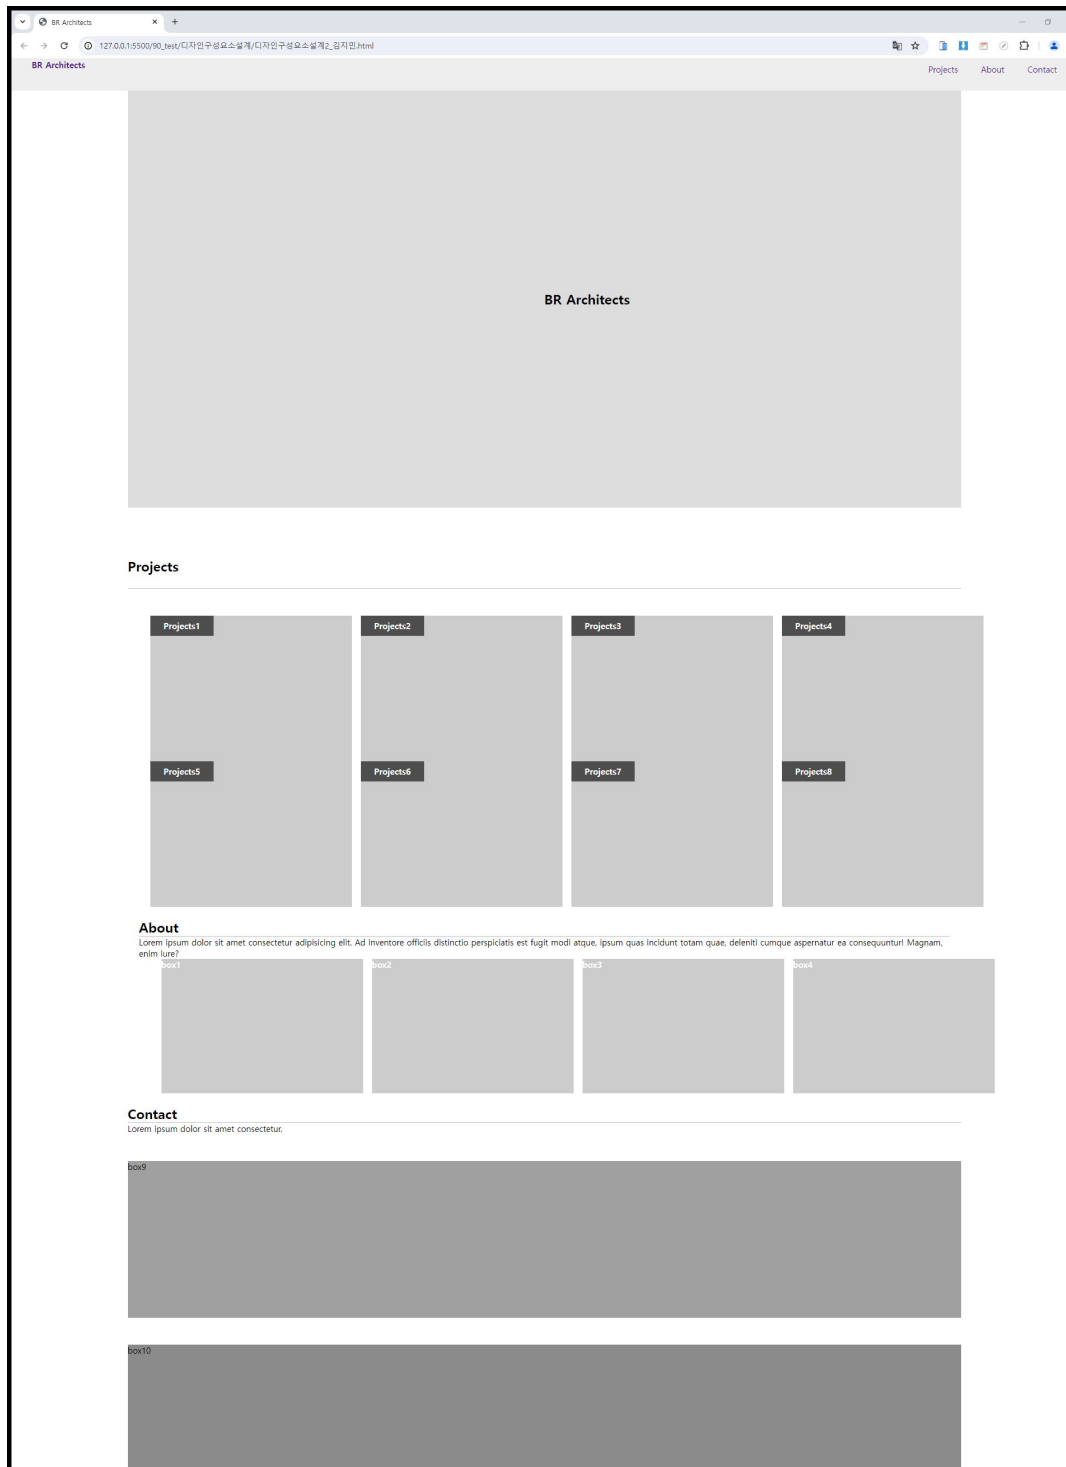 BR Architects
127.0.0.1:5500/90_test/디자인구성요소설계/디자인구성요소설계2_김지민.html
BR Architects
Projects About Contact
BR Architects
Projects
Projects1 Projects2 Projects3 Projects4
Projects5 Projects6 Projects7 Projects8
About
Lorem ipsum dolor sit amet consectetur adipisicing elit. Ad inventore officiis distinctio perspiciatis est fugit modi atque, ipsum quas incidunt totam quae, deleniti cumque aspernatur ea consequuntur! Magnam,
enim iure?
box1 box2 box3 box4
Contact
Lorem ipsum dolor sit amet consectetur.
box9
box10